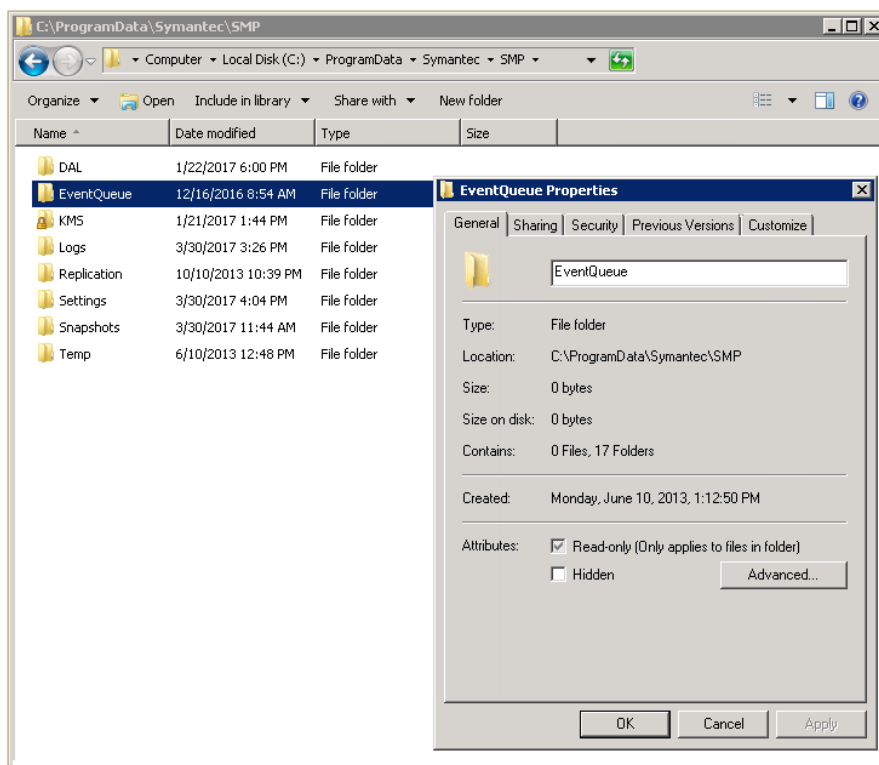 C:\ProgramData\Symantec\SMP
Computer Local Disk (C:) ProgramData Symantec SMP
Organize Open Include in library Share with New folder
Name Date modified Type Size
DAL 1/22/2017 6:00 PM File folder
EventQueue 12/16/2016 8:54 AM File folder
KMS 1/21/2017 1:44 PM File folder
Logs 3/30/2017 3:26 PM File folder
Replication 10/10/2013 10:39 PM File folder
Settings 3/30/2017 4:04 PM File folder
Snapshots 3/30/2017 11:44 AM File folder
Temp 6/10/2013 12:48 PM File folder
EventQueue Properties
General Sharing Security Previous Versions Customize
EventQueue
Type: File folder
Location: C:\ProgramData\Symantec\SMP
Size: 0 bytes
Size on disk: 0 bytes
Contains: 0 Files, 17 Folders
Created: Monday, June 10, 2013, 1:12:50 PM
Attributes: Read-only (Only applies to files in folder)
Hidden Advanced...
OK Cancel Apply